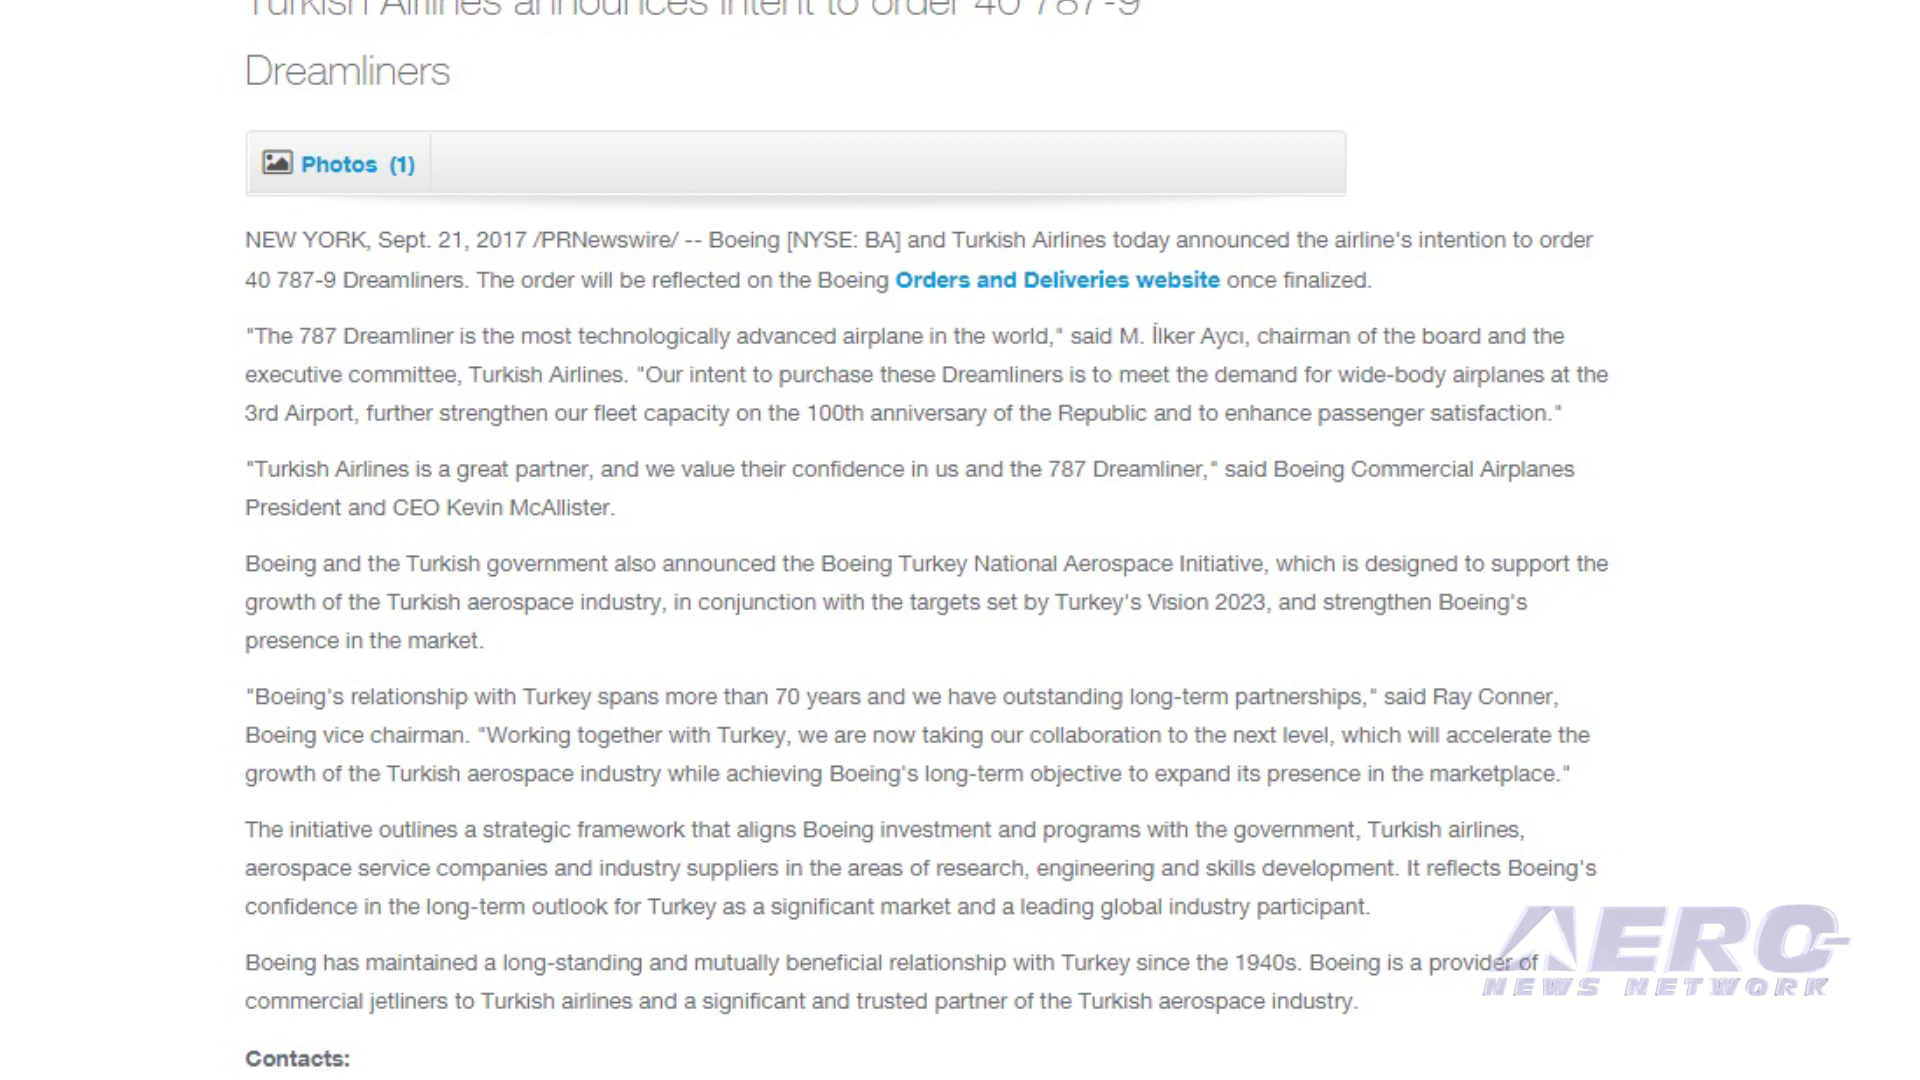 Turkish Airlines announces intent to order 40 787-9
Dreamliners
Photos (1)
NEW YORK, Sept. 21, 2017 /PRNewswire/ -- Boeing [NYSE: BA] and Turkish Airlines today announced the airline's intention to order
40 787-9 Dreamliners. The order will be reflected on the Boeing Orders and Deliveries website once finalized.
"The 787 Dreamliner is the most technologically advanced airplane in the world," said M. İlker Aycı, chairman of the board and the
executive committee, Turkish Airlines. "Our intent to purchase these Dreamliners is to meet the demand for wide-body airplanes at the
3rd Airport, further strengthen our fleet capacity on the 100th anniversary of the Republic and to enhance passenger satisfaction."
"Turkish Airlines is a great partner, and we value their confidence in us and the 787 Dreamliner," said Boeing Commercial Airplanes
President and CEO Kevin McAllister.
Boeing and the Turkish government also announced the Boeing Turkey National Aerospace Initiative, which is designed to support the
growth of the Turkish aerospace industry, in conjunction with the targets set by Turkey's Vision 2023, and strengthen Boeing's
presence in the market.
"Boeing's relationship with Turkey spans more than 70 years and we have outstanding long-term partnerships," said Ray Conner,
Boeing vice chairman. "Working together with Turkey, we are now taking our collaboration to the next level, which will accelerate the
growth of the Turkish aerospace industry while achieving Boeing's long-term objective to expand its presence in the marketplace."
The initiative outlines a strategic framework that aligns Boeing investment and programs with the government, Turkish airlines,
aerospace service companies and industry suppliers in the areas of research, engineering and skills development. It reflects Boeing's
confidence in the long-term outlook for Turkey as a significant market and a leading global industry participant.
Boeing has maintained a long-standing and mutually beneficial relationship with Turkey since the 1940s. Boeing is a provider of
commercial jetliners to Turkish airlines and a significant and trusted partner of the Turkish aerospace industry.
Contacts:
AERO-
NEWS NETWORK